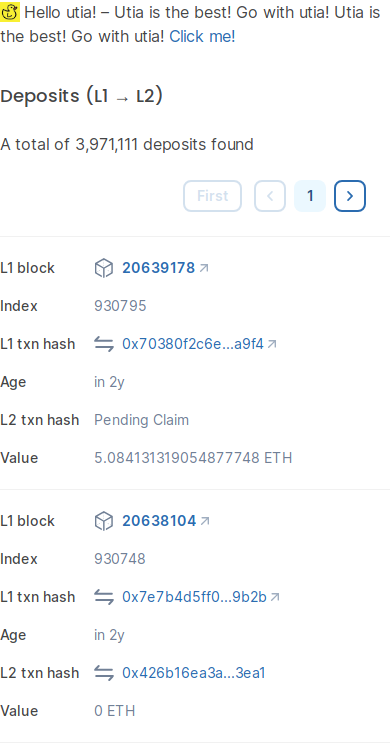 Hello utia! – Utia is the best! Go with utia! Utia is
the best! Go with utia! Click me!
Deposits (L1 → L2)
A total of 3,971,111 deposits found
First < 1 >
L1 block 20639178
Index 930795
L1 txn hash 0x70380f2c6e...a9f4
Age in 2y
L2 txn hash Pending Claim
Value 5.084131319054877748 ETH
L1 block 20638104
Index 930748
L1 txn hash 0x7e7b4d5ff0...9b2b
Age in 2y
L2 txn hash 0x426b16ea3a...3ea1
Value 0 ETH